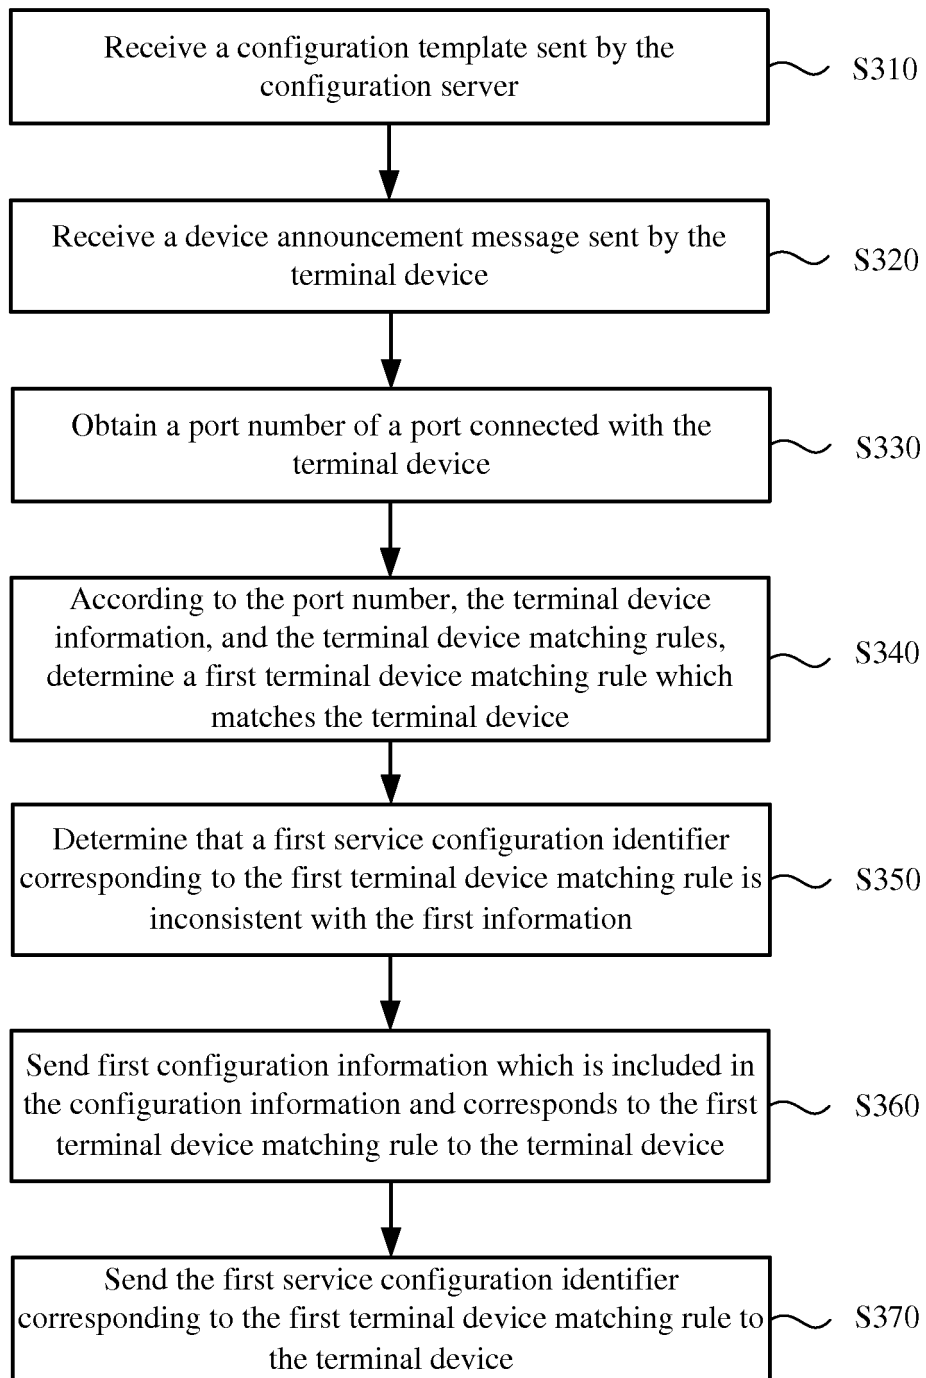 Receive a configuration template sent by the
configuration server
S310
Receive a device announcement message sent by the
terminal device
S320
Obtain a port number of a port connected with the
terminal device
S330
According to the port number, the terminal device
information, and the terminal device matching rules,
determine a first terminal device matching rule which
matches the terminal device
S340
Determine that a first service configuration identifier
corresponding to the first terminal device matching rule is
inconsistent with the first information
S350
Send first configuration information which is included in
the configuration information and corresponds to the first
terminal device matching rule to the terminal device
S360
Send the first service configuration identifier
corresponding to the first terminal device matching rule to
the terminal device
S370